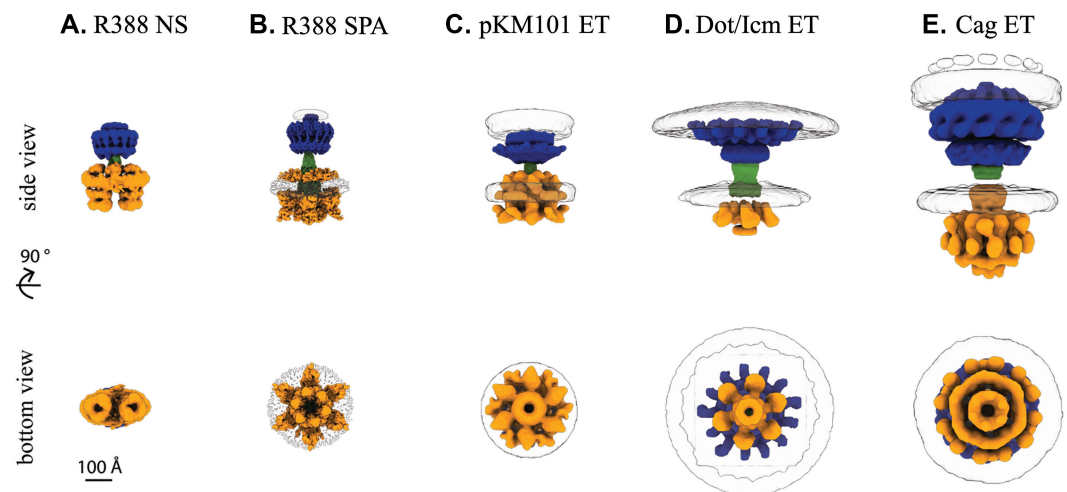 A. R388 NS
B. R388 SPA
C. pKM101 ET
D. Dot/Icm ET
E. Cag ET
side view
90 °
bottom view
100 Å